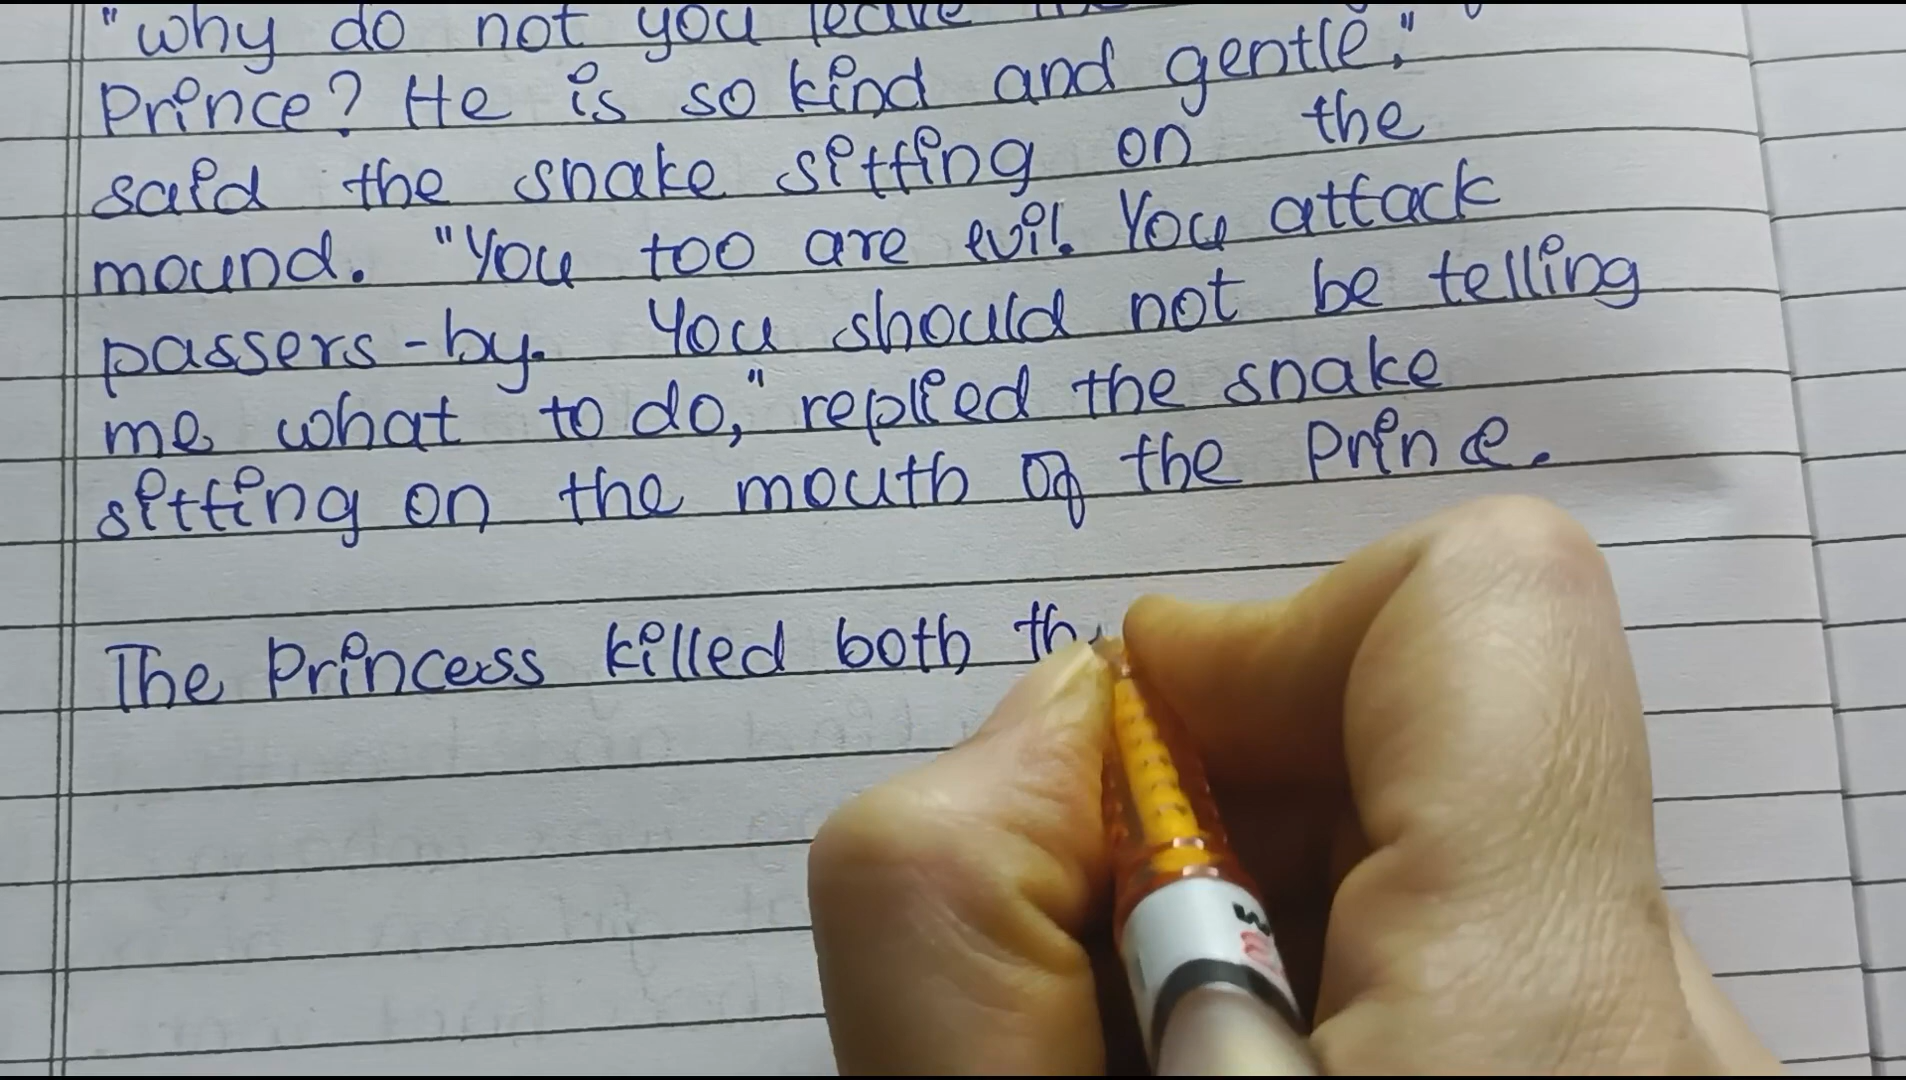 "why do not you leave
Prince? He is so kind and gentle."
said the snake sitting on the
mound. "You too are evil. You attack
passers-by. You should not be telling
me what to do," replied the snake
sitting on the mouth of the Prince.
The Princess killed both th